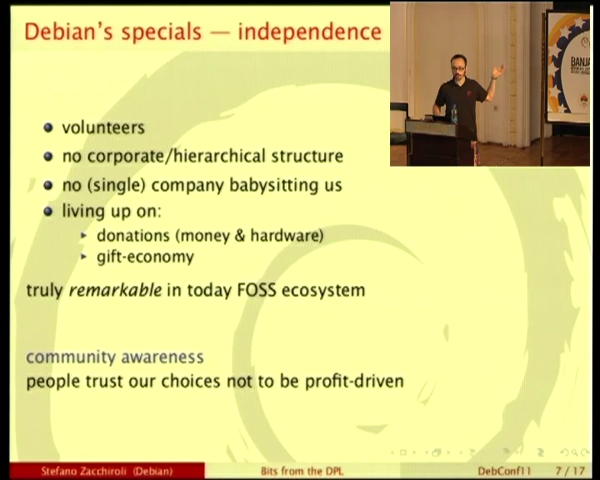 Debian's specials — independence
BANJA
volunteers
no corporate/hierarchical structure
no (single) company babysitting us
living up on:
donations (money & hardware)
gift-economy
truly remarkable in today FOSS ecosystem
community awareness
people trust our choices not to be profit-driven
Stefano Zacchiroli (Debian)
Bits from the DPL
DebConf11
7 / 17